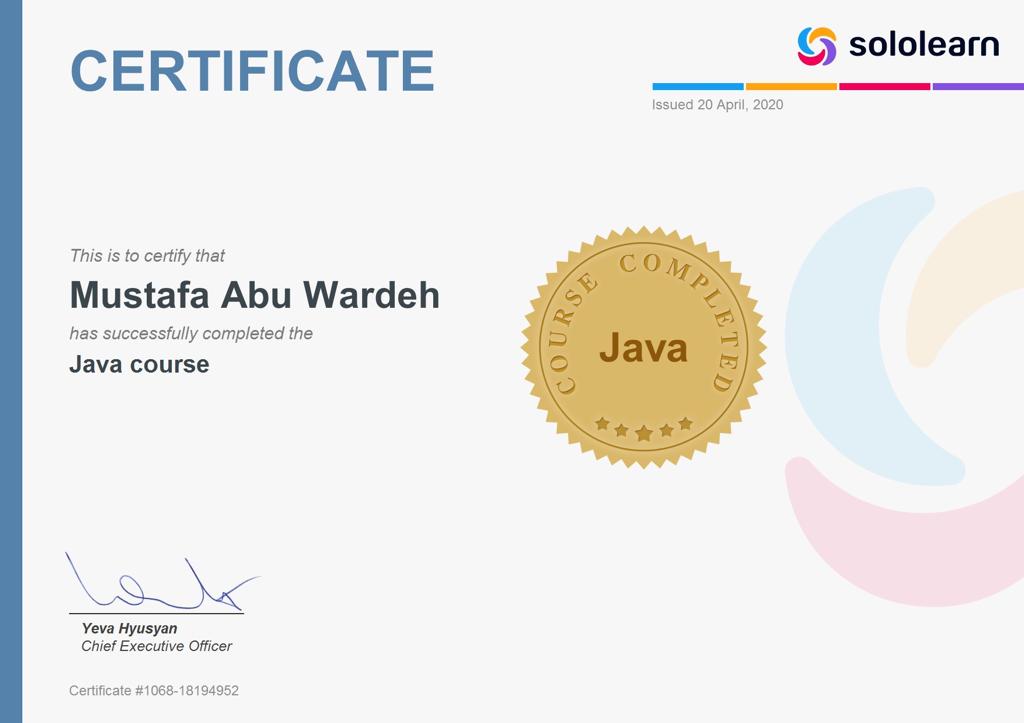 CERTIFICATE
sololearn
Issued 20 April, 2020
This is to certify that
Mustafa Abu Wardeh
has successfully completed the
Java course
COURSE COMPLETED
Java
Yeva Hyusyan
Chief Executive Officer
Certificate #1068-18194952